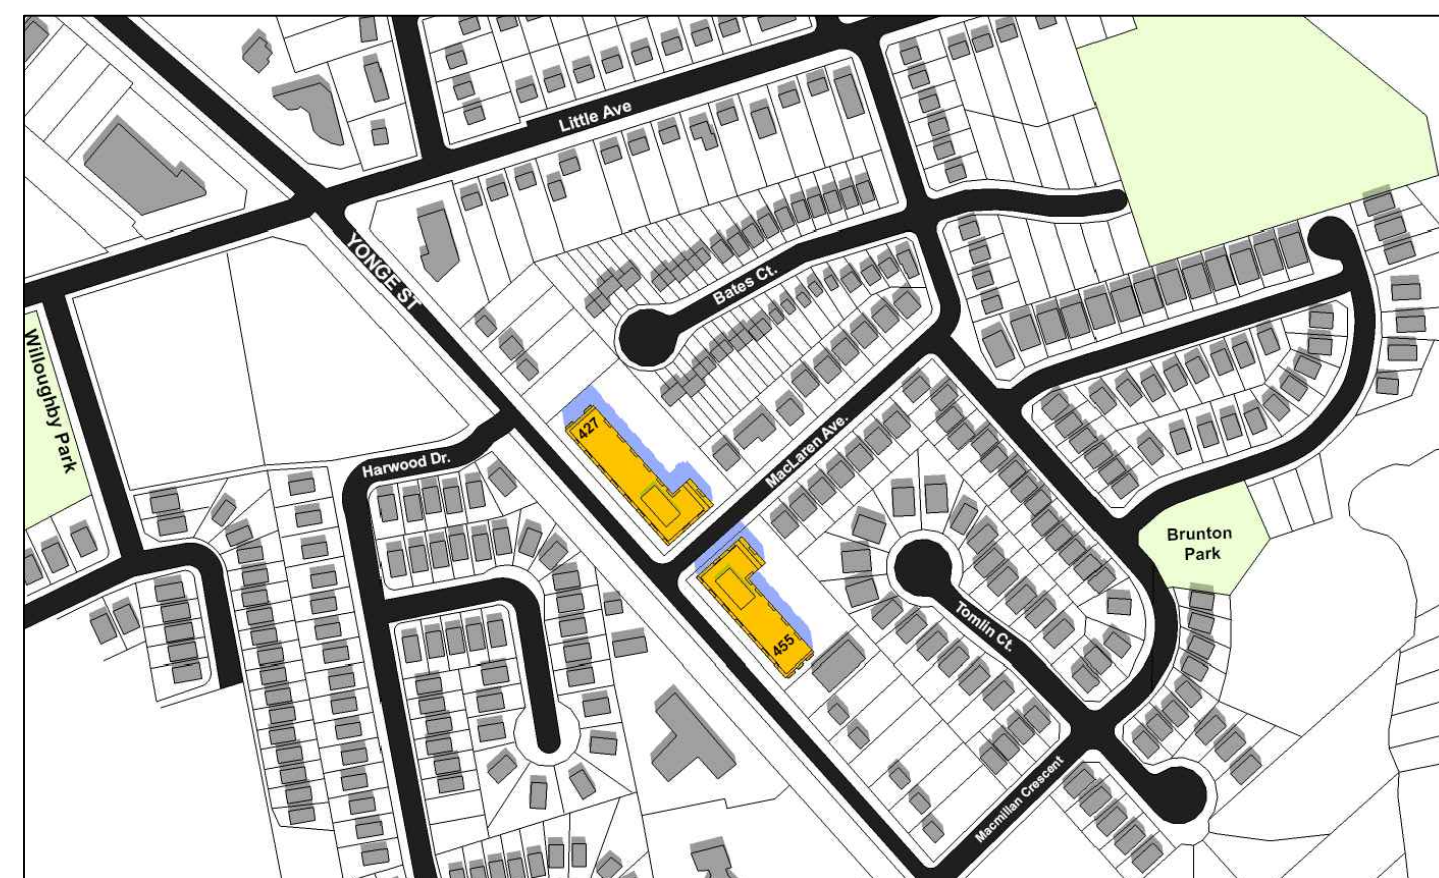 Little Ave
YONGE ST
Bates Ct.
Willoughby Park
427
MacLaren Ave.
Harwood Dr.
Brunton
Park
Tomlin Ct.
455
Macmillan Crescent